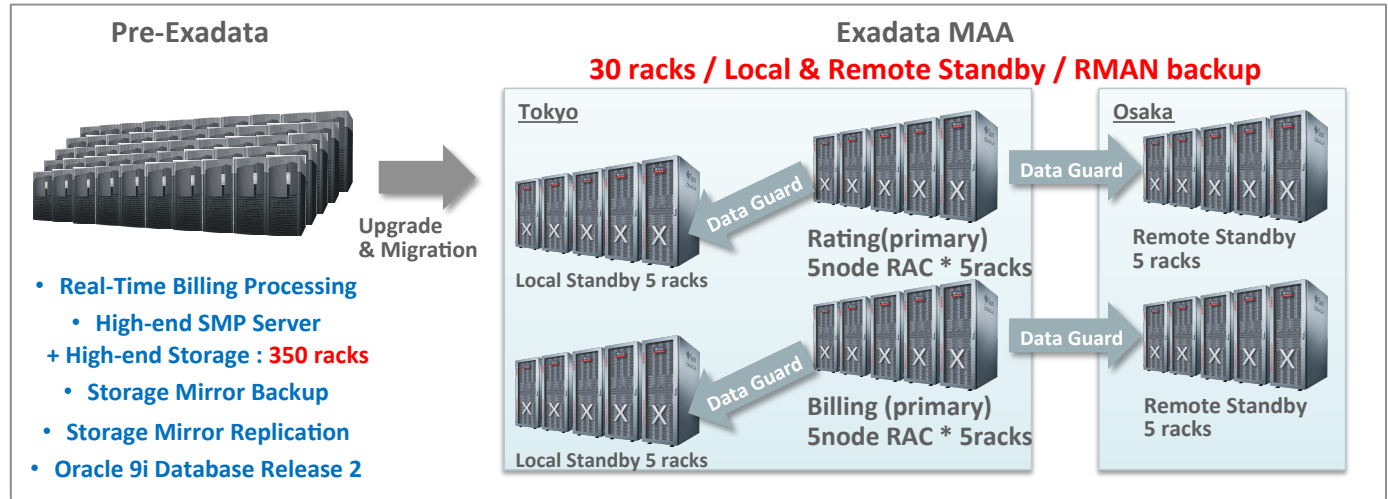 Pre-Exadata
Upgrade
& Migration
• Real-Time Billing Processing
• High-end SMP Server
+ High-end Storage : 350 racks
• Storage Mirror Backup
• Storage Mirror Replication
• Oracle 9i Database Release 2
Exadata MAA
30 racks / Local & Remote Standby / RMAN backup
Tokyo
Data Guard
Local Standby 5 racks
Rating(primary)
5node RAC * 5racks
Data Guard
Local Standby 5 racks
Billing (primary)
5node RAC * 5racks
Data Guard
Data Guard
Osaka
Remote Standby
5 racks
Remote Standby
5 racks